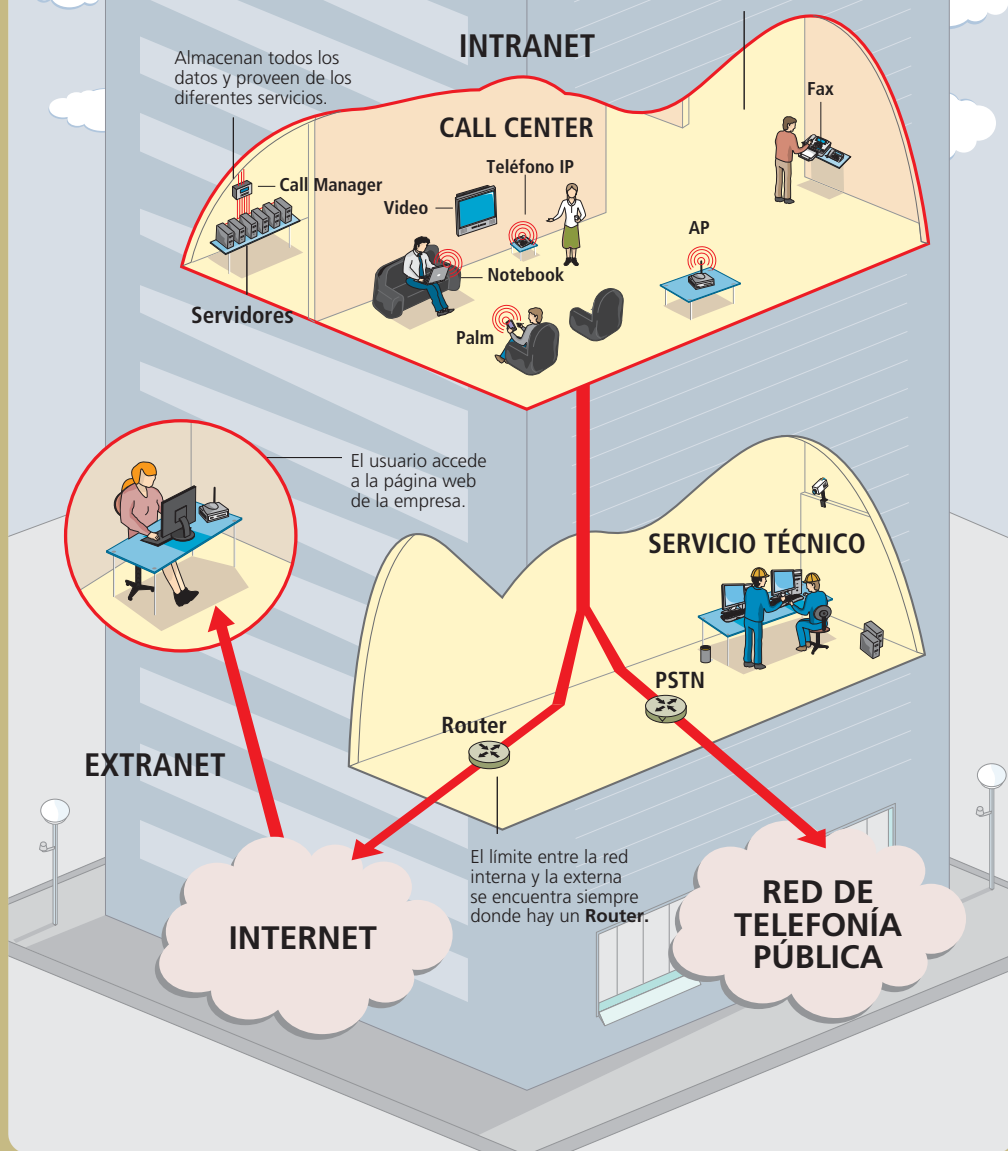 INTRANET
Almacenan todos los
datos y proveen de los
diferentes servicios.
CALL CENTER
Fax
Teléfono IP
Call Manager
Video
AP
Notebook
Servidores
Palm
El usuario accede
a la página web
de la empresa.
SERVICIO TÉCNICO
PSTN
Router
EXTRANET
El límite entre la red
interna y la externa
se encuentra siempre
donde hay un Router.
INTERNET
RED DE
TELEFONÍA
PÚBLICA